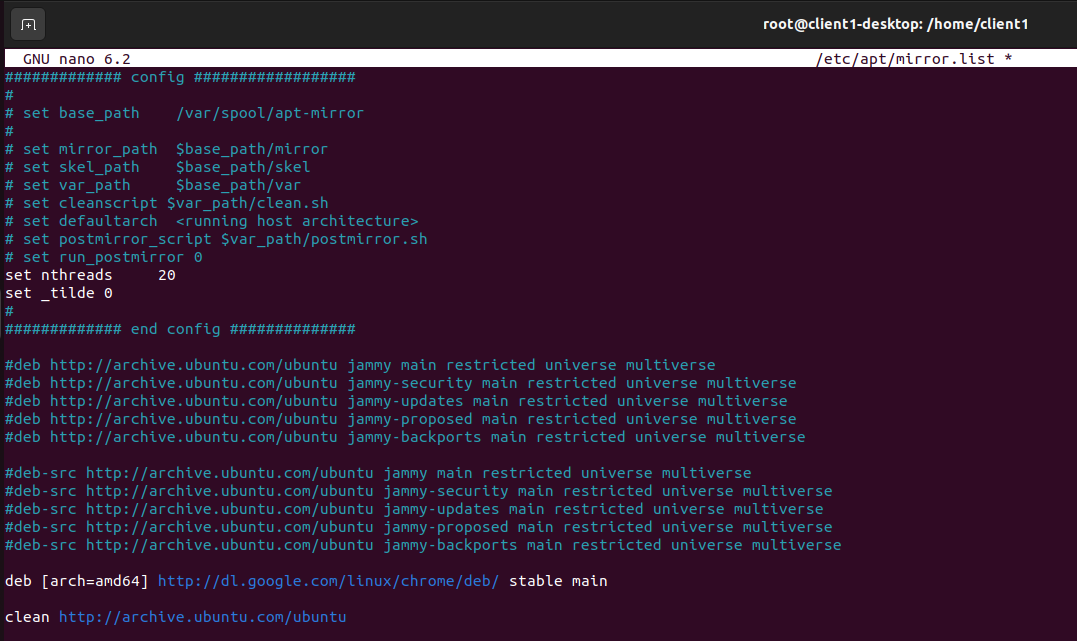 root@client1-desktop: /home/client1
GNU nano 6.2 /etc/apt/mirror.list *
############# config ##################
#
# set base_path    /var/spool/apt-mirror
#
# set mirror_path  $base_path/mirror
# set skel_path    $base_path/skel
# set var_path     $base_path/var
# set cleanscript $var_path/clean.sh
# set defaultarch  <running host architecture>
# set postmirror_script $var_path/postmirror.sh
# set run_postmirror 0
set nthreads     20
set _tilde 0
#
############# end config ##############
#deb http://archive.ubuntu.com/ubuntu jammy main restricted universe multiverse
#deb http://archive.ubuntu.com/ubuntu jammy-security main restricted universe multiverse
#deb http://archive.ubuntu.com/ubuntu jammy-updates main restricted universe multiverse
#deb http://archive.ubuntu.com/ubuntu jammy-proposed main restricted universe multiverse
#deb http://archive.ubuntu.com/ubuntu jammy-backports main restricted universe multiverse
#deb-src http://archive.ubuntu.com/ubuntu jammy main restricted universe multiverse
#deb-src http://archive.ubuntu.com/ubuntu jammy-security main restricted universe multiverse
#deb-src http://archive.ubuntu.com/ubuntu jammy-updates main restricted universe multiverse
#deb-src http://archive.ubuntu.com/ubuntu jammy-proposed main restricted universe multiverse
#deb-src http://archive.ubuntu.com/ubuntu jammy-backports main restricted universe multiverse
deb [arch=amd64] http://dl.google.com/linux/chrome/deb/ stable main
clean http://archive.ubuntu.com/ubuntu